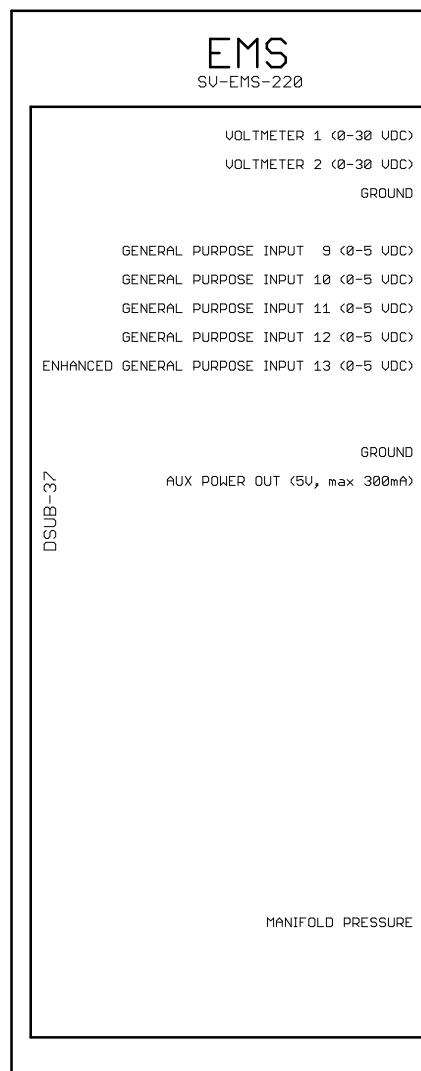 EMS
SV-EMS-220
VOLTMETER 1 (0-30 VDC)
VOLTMETER 2 (0-30 VDC)
GROUND
GENERAL PURPOSE INPUT 9 (0-5 VDC)
GENERAL PURPOSE INPUT 10 (0-5 VDC)
GENERAL PURPOSE INPUT 11 (0-5 VDC)
GENERAL PURPOSE INPUT 12 (0-5 VDC)
ENHANCED GENERAL PURPOSE INPUT 13 (0-5 VDC)
GROUND
AUX POWER OUT (5V, max 300mA)
DSUB-37
MANIFOLD PRESSURE